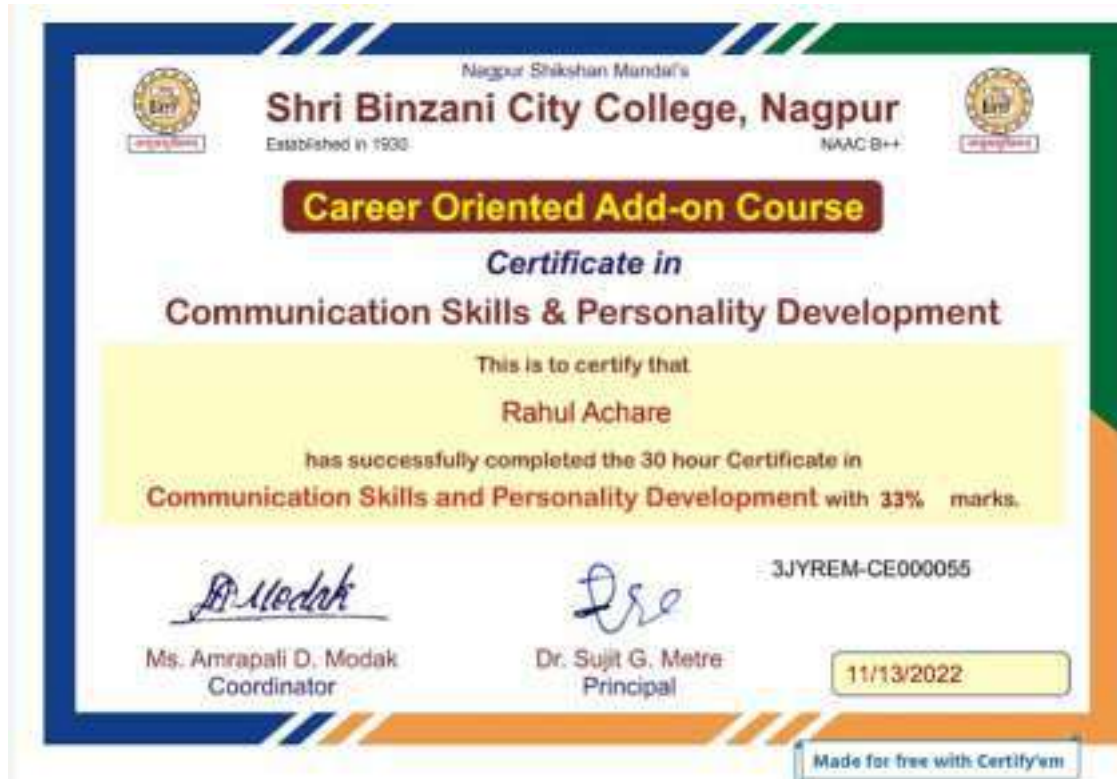 Nagpur Shikshan Mandal's
Shri Binzani City College, Nagpur
Established in 1930
NAAC B++
Career Oriented Add-on Course
Certificate in
Communication Skills & Personality Development
This is to certify that
Rahul Achare
has successfully completed the 30 hour Certificate in
Communication Skills and Personality Development with 33% marks.
3JYREM-CE000055
Ms. Amrapali D. Modak
Coordinator
Dr. Sujit G. Metre
Principal
11/13/2022
Made for free with Certify'em